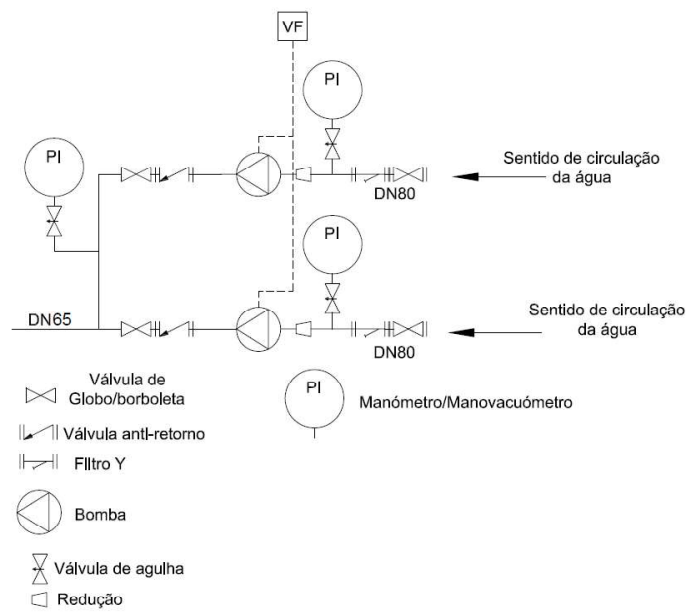 VF
PI
PI
DN80
Sentido de circulação
da água
PI
DN65
DN80
Sentido de circulação
da água
Válvula de
Globo/borboleta
PI
Manómetro/Manovacuómetro
Válvula anti-retorno
Filtro Y
Bomba
Válvula de agulha
Redução